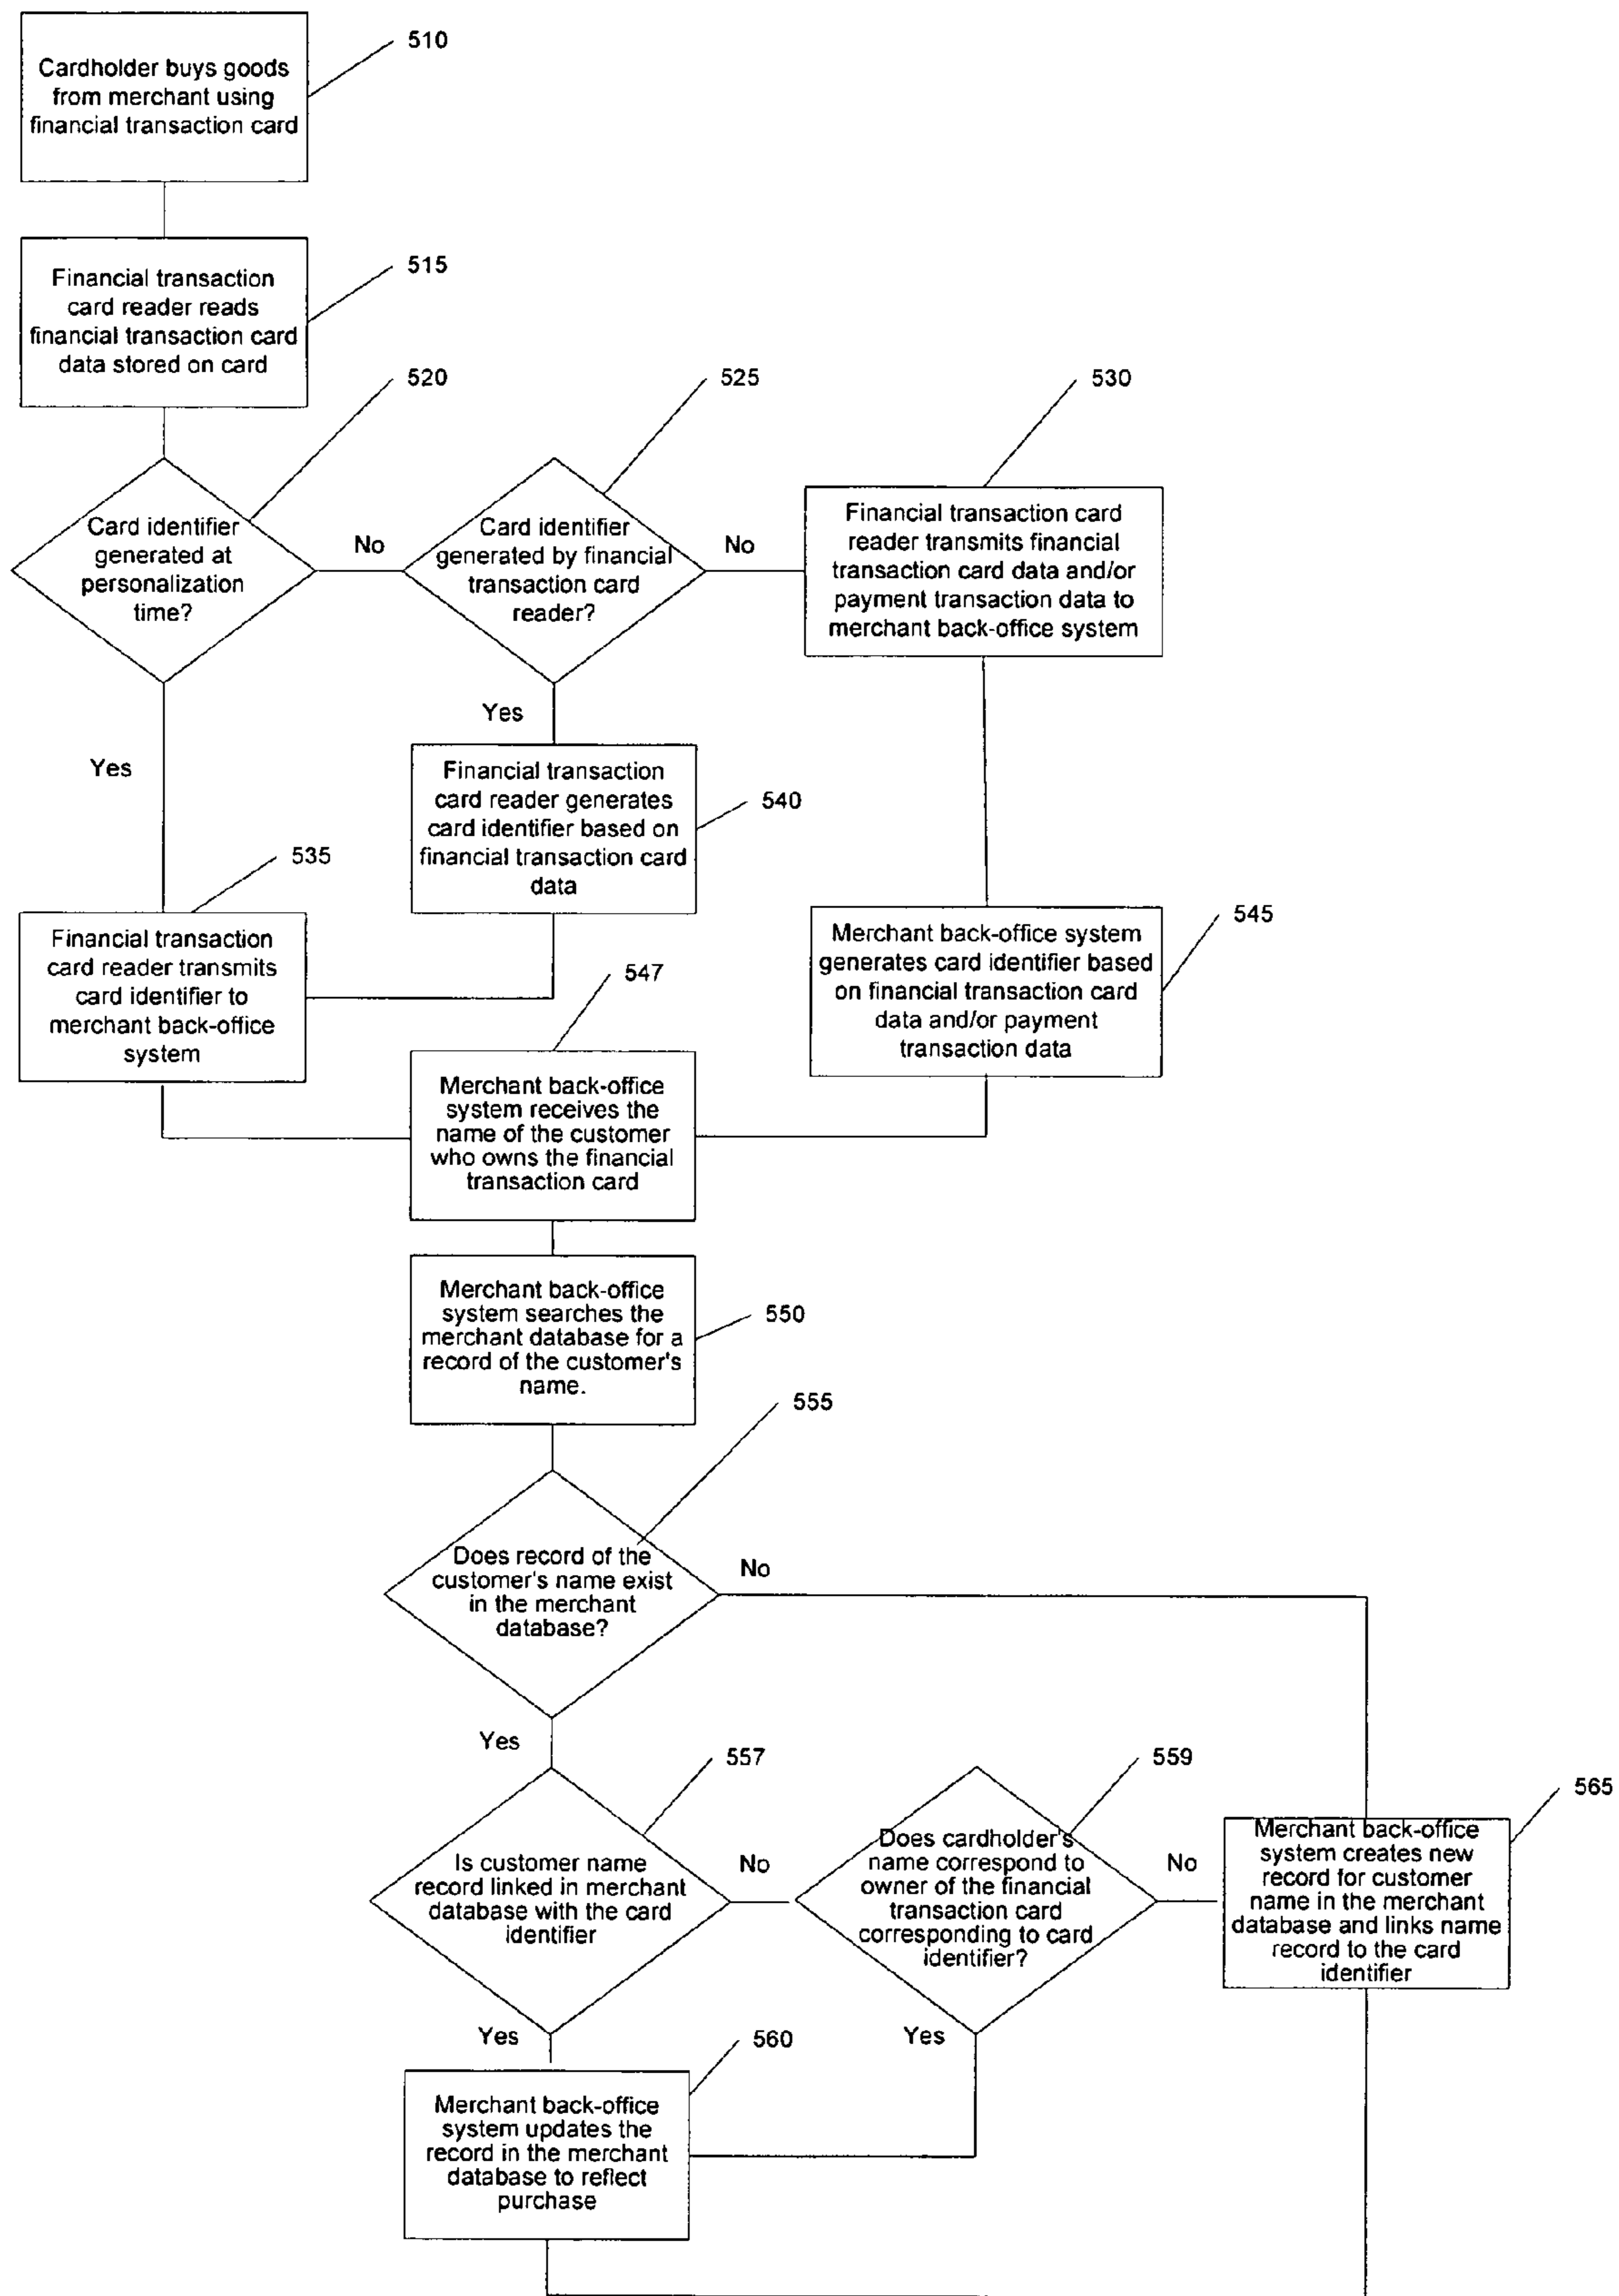 510
Cardholder buys goods
from merchant using
financial transaction card
515
Financial transaction
card reader reads
financial transaction card
data stored on card
520
525
530
Card identifier
generated at
personalization
time?
No
Card identifier
generated by financial
transaction card
reader?
No
Financial transaction card
reader transmits financial
transaction card data and/or
payment transaction data to
merchant back-office system
Yes
Yes
Financial transaction
card reader generates
card identifier based on
financial transaction card
data
540
535
Financial transaction
card reader transmits
card identifier to
merchant back-office
system
545
Merchant back-office system
generates card identifier based
on financial transaction card
data and/or payment
transaction data
547
Merchant back-office
system receives the
name of the customer
who owns the financial
transaction card
Merchant back-office
system searches the
merchant database for a
record of the customer's
name.
550
555
Does record of the
customer's name exist
in the merchant
database?
No
Yes
557
559
565
Is customer name
record linked in merchant
database with the card
identifier
No
Does cardholder's
name correspond to
owner of the financial
transaction card
corresponding to card
identifier?
No
Merchant back-office
system creates new
record for customer
name in the merchant
database and links name
record to the card
identifier
Yes
Yes
560
Merchant back-office
system updates the
record in the merchant
database to reflect
purchase